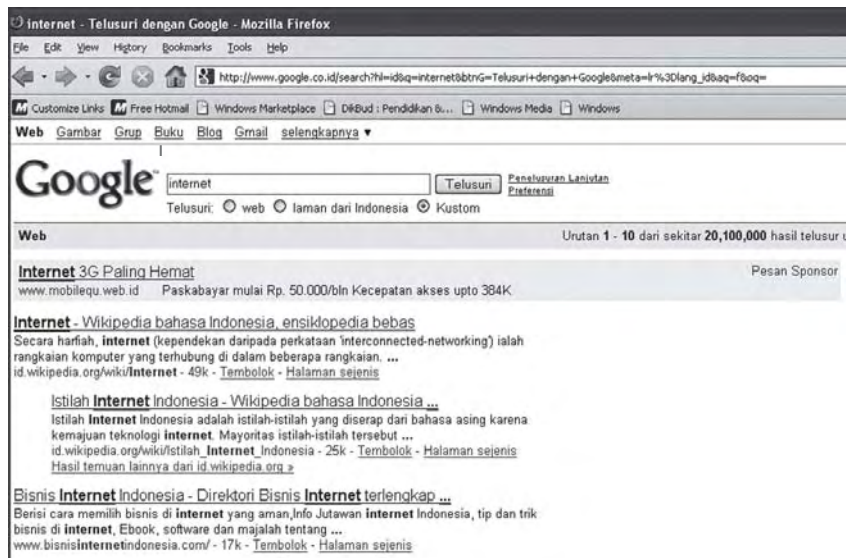 internet - Telusuri dengan Google - Mozilla Firefox
File Edit View History Bookmarks Tools Help
http://www.google.co.id/search?hl=id&q=internet&btnG=Telusuri+dengan+Google&meta=lr%3Dlang_id&aq=f&oq=
Customize Links Free Hotmail Windows Marketplace DikBud : Pendidikan &... Windows Media Windows
Web Gambar Grup Buku Blog Gmail selengkapnya ▼
Google internet Telusuri Penelusuran Lanjutan
Preferensi
Telusuri: web laman dari Indonesia Kustom
Web Urutan 1 - 10 dari sekitar 20,100,000 hasil telusur
Internet 3G Paling Hemat Pesan Sponsor
www.mobilequ.web.id Paskabayar mulai Rp. 50.000/bln Kecepatan akses upto 384K
Internet - Wikipedia bahasa Indonesia, ensiklopedia bebas
Secara harfiah, internet (kependekan daripada perkataan 'interconnected-networking') ialah
rangkaian komputer yang terhubung di dalam beberapa rangkaian. ...
id.wikipedia.org/wiki/Internet - 49k - Tembolok - Halaman sejenis
Istilah Internet Indonesia - Wikipedia bahasa Indonesia ...
Istilah Internet Indonesia adalah istilah-istilah yang diserap dari bahasa asing karena
kemajuan teknologi internet. Mayoritas istilah-istilah tersebut ...
id.wikipedia.org/wiki/Istilah_Internet_Indonesia - 25k - Tembolok - Halaman sejenis
Hasil temuan lainnya dari id.wikipedia.org »
Bisnis Internet Indonesia - Direktori Bisnis Internet terlengkap ...
Berisi cara memilih bisnis di internet yang aman,Info Jutawan internet Indonesia, tip dan trik
bisnis di internet, Ebook, software dan majalah tentang ...
www.bisnisinternetindonesia.com/ - 17k - Tembolok - Halaman sejenis